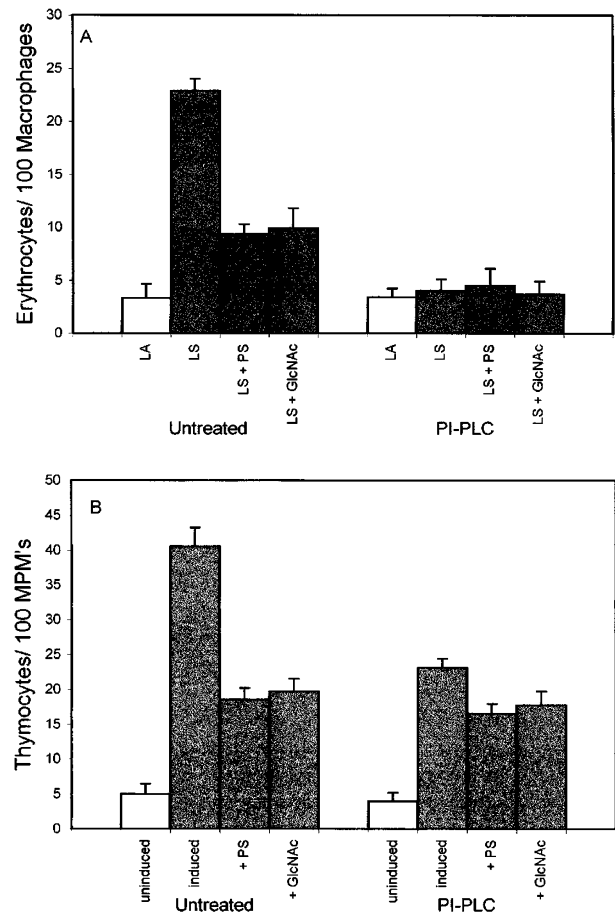 A
Erythrocytes/ 100 Macrophages
30
25
20
15
10
5
0
LA
LS
LS + PS
LS + GlcNAc
LA
LS
LS + PS
LS + GlcNAc
Untreated
PI-PLC
B
Thymocytes/ 100 MPM's
50
45
40
35
30
25
20
15
10
5
0
uninduced
induced
+ PS
+ GlcNAc
uninduced
induced
+ PS
+ GlcNAc
Untreated
PI-PLC